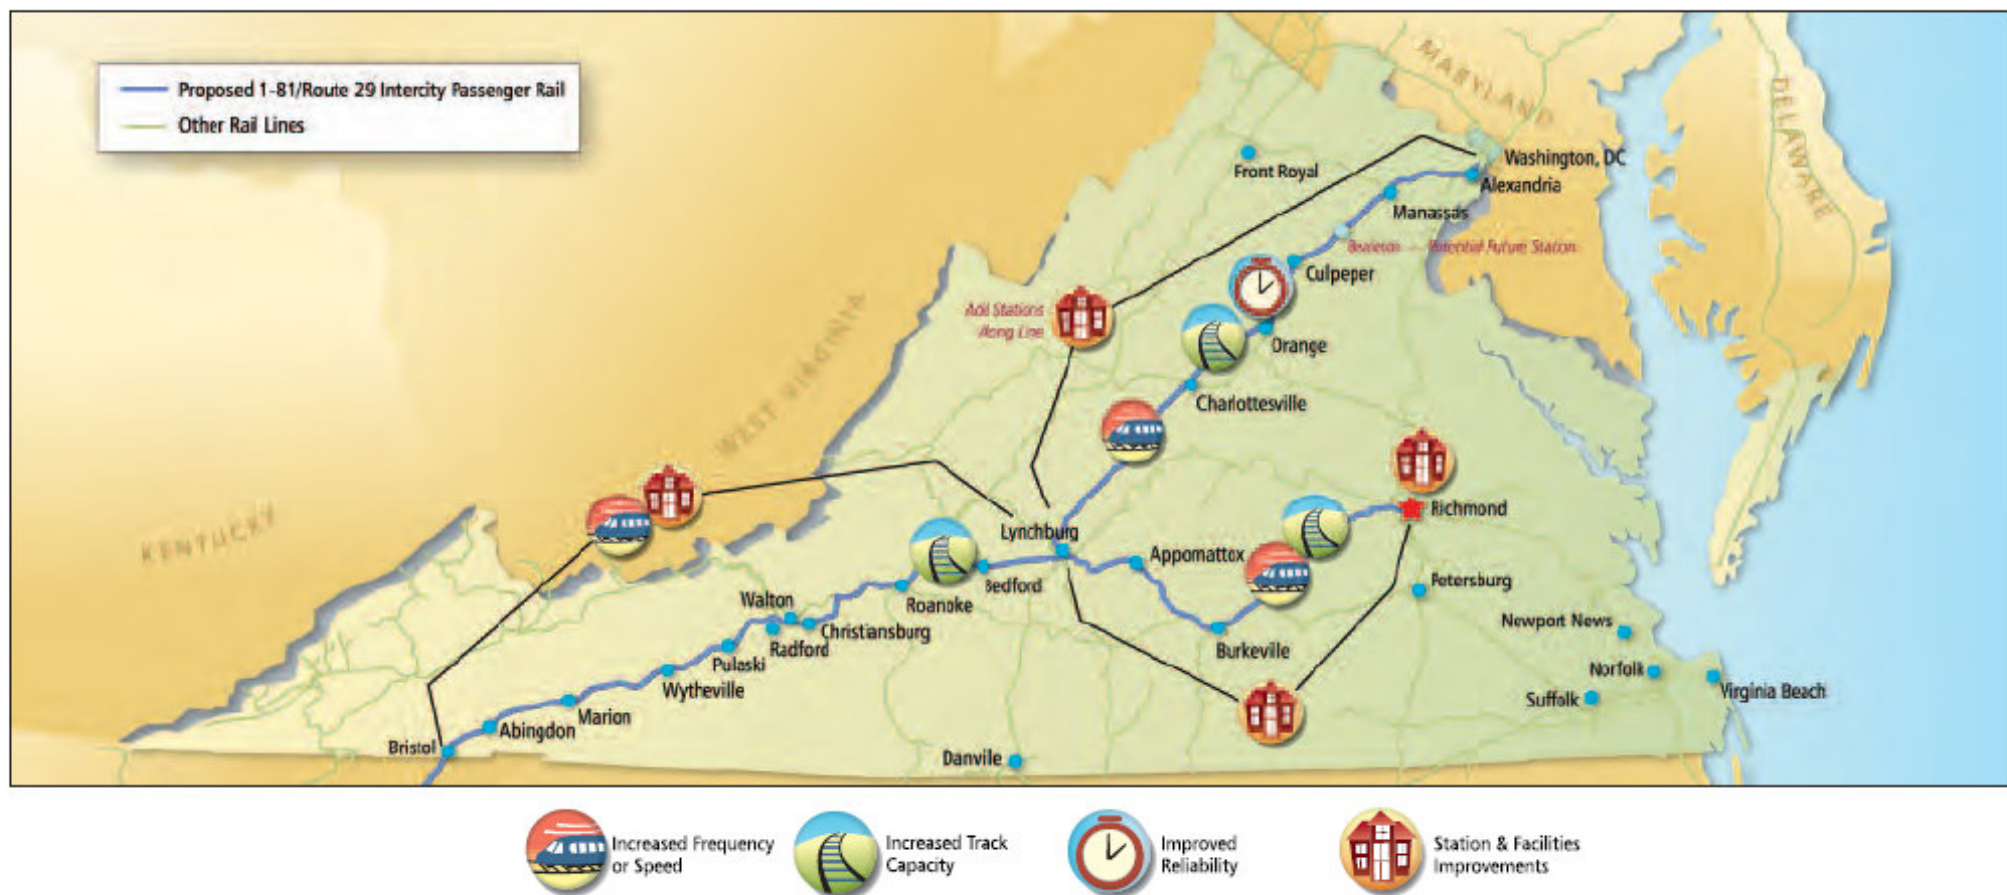 Proposed 1-81/Route 29 Intercity Passenger Rail
Other Rail Lines
MARYLAND
DELAWARE
Washington, DC
Front Royal
Alexandria
Manassas
Bealeton — Potential Future Station
Culpeper
Add Stations
Along Line
Orange
WEST VIRGINIA
Charlottesville
KENTUCKY
Richmond
Lynchburg
Appomattox
Bedford
Petersburg
Roanoke
Walton
Christiansburg
Newport News
Radford
Burkeville
Pulaski
Norfolk
Wytheville
Virginia Beach
Suffolk
Marion
Abingdon
Bristol
Danville
Increased Frequency
or Speed
Increased Track
Capacity
Improved
Reliability
Station & Facilities
Improvements